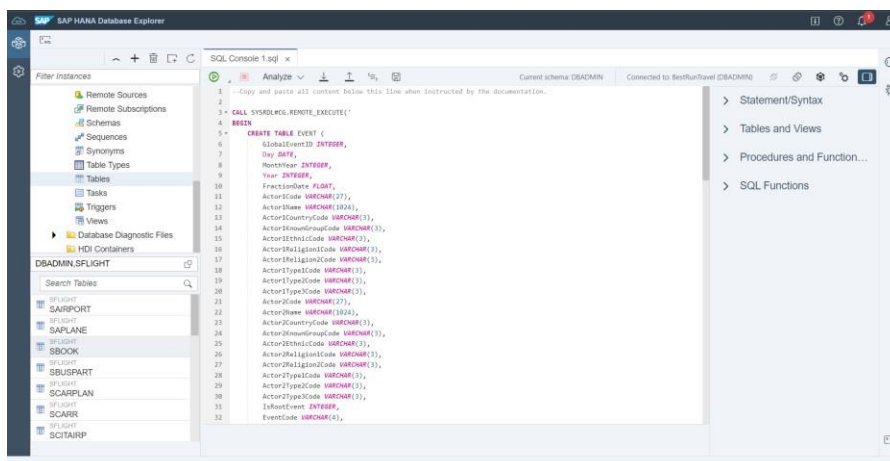 SAP SAP HANA Database Explorer
SQL Console 1.sql ×
Filter Instances
Analyze
Current schema: DBADMIN
Connected to: BestRunTravel (DBADMIN)
Remote Sources
Remote Subscriptions
Schemas
Sequences
Synonyms
Table Types
Tables
Tasks
Triggers
Views
Database Diagnostic Files
HDI Containers
DBADMIN,SFLIGHT
Search Tables
SFLIGHT
SAIRPORT
SFLIGHT
SAPLANE
SFLIGHT
SBOOK
SFLIGHT
SBUSPART
SFLIGHT
SCARPLAN
SFLIGHT
SCARR
SFLIGHT
SCITAIRP
1 --Copy and paste all content below this line when instructed by the documentation.
2
3 CALL SYSRDL#CG.REMOTE_EXECUTE('
4 BEGIN
5 CREATE TABLE EVENT (
6 GlobalEventID INTEGER,
7 Day DATE,
8 MonthYear INTEGER,
9 Year INTEGER,
10 FractionDate FLOAT,
11 Actor1Code VARCHAR(27),
12 Actor1Name VARCHAR(1024),
13 Actor1CountryCode VARCHAR(3),
14 Actor1KnownGroupCode VARCHAR(3),
15 Actor1EthnicCode VARCHAR(3),
16 Actor1Religion1Code VARCHAR(3),
17 Actor1Religion2Code VARCHAR(3),
18 Actor1Type1Code VARCHAR(3),
19 Actor1Type2Code VARCHAR(3),
20 Actor1Type3Code VARCHAR(3),
21 Actor2Code VARCHAR(27),
22 Actor2Name VARCHAR(1024),
23 Actor2CountryCode VARCHAR(3),
24 Actor2KnownGroupCode VARCHAR(3),
25 Actor2EthnicCode VARCHAR(3),
26 Actor2Religion1Code VARCHAR(3),
27 Actor2Religion2Code VARCHAR(3),
28 Actor2Type1Code VARCHAR(3),
29 Actor2Type2Code VARCHAR(3),
30 Actor2Type3Code VARCHAR(3),
31 IsRootEvent INTEGER,
32 EventCode VARCHAR(4),
Statement/Syntax
Tables and Views
Procedures and Function...
SQL Functions